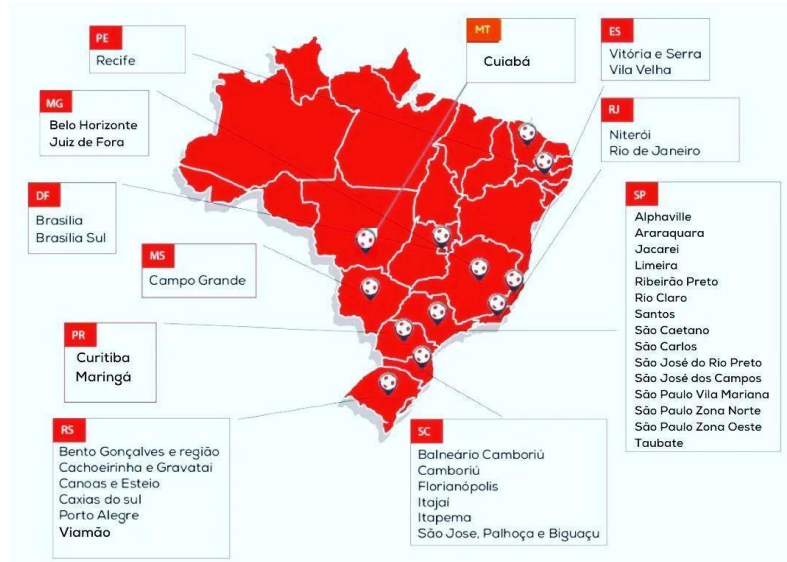 PE
Recife
MT
Cuiabá
ES
Vitória e Serra
Vila Velha
MG
Belo Horizonte
Juiz de Fora
RJ
Niterói
Rio de Janeiro
DF
Brasília
Brasília Sul
SP
Alphaville
Araraquara
Jacarei
Limeira
Ribeirão Preto
Rio Claro
Santos
São Caetano
São Carlos
São José do Rio Preto
São José dos Campos
São Paulo Vila Mariana
São Paulo Zona Norte
São Paulo Zona Oeste
Taubate
MS
Campo Grande
PR
Curitiba
Maringá
RS
Bento Gonçalves e região
Cachoeirinha e Gravatai
Canoas e Esteio
Caxias do sul
Porto Alegre
Viamão
SC
Balneário Camboriú
Camboriú
Florianópolis
Itajaí
Itapema
São Jose, Palhoça e Biguaçu